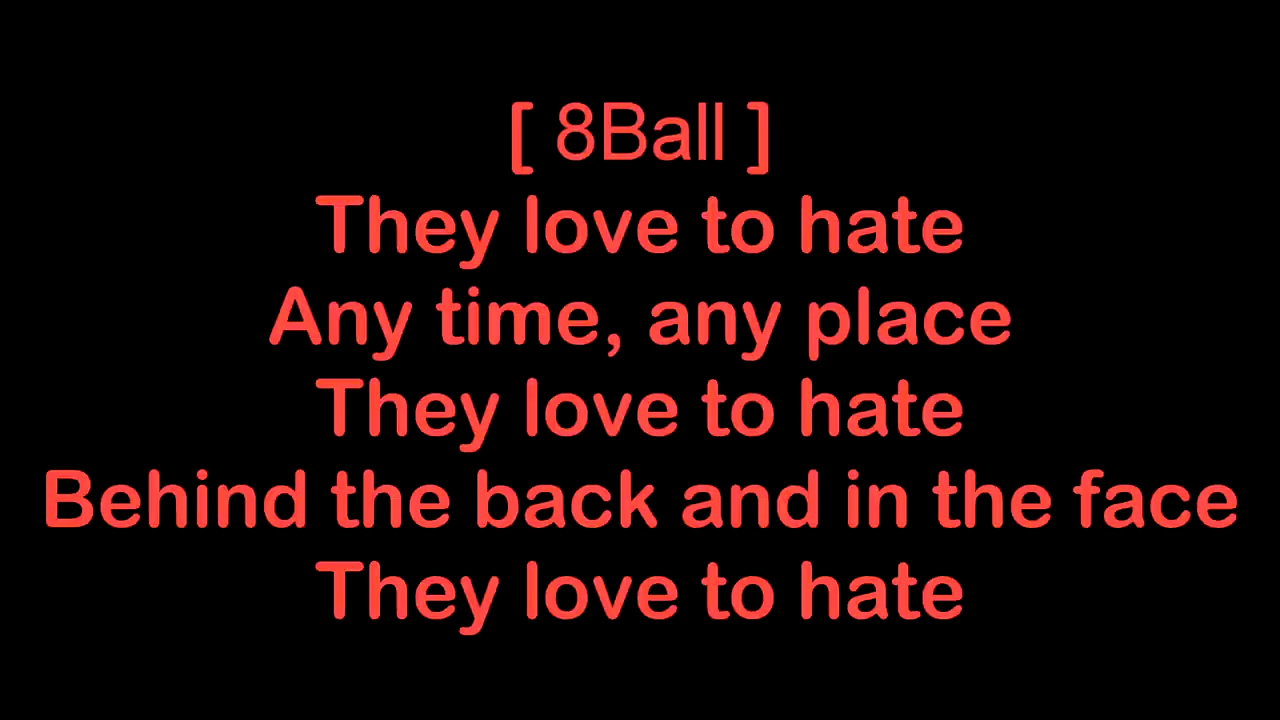 [ 8Ball ]
They love to hate
Any time, any place
They love to hate
Behind the back and in the face
They love to hate